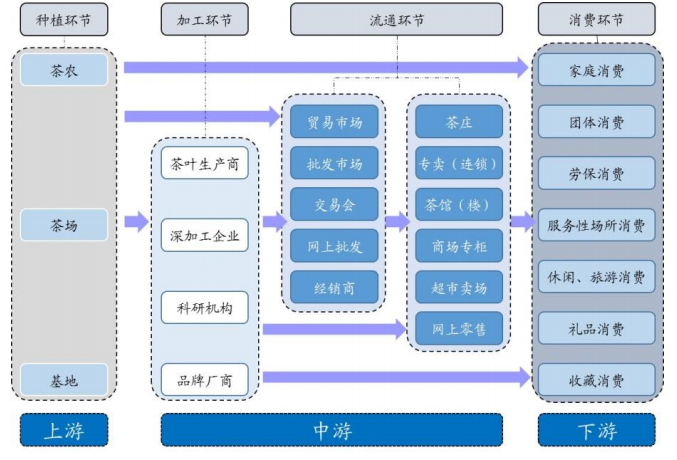 种植环节
加工环节
流通环节
消费环节
茶农
茶场
基地
茶叶生产商
深加工企业
科研机构
品牌厂商
贸易市场
批发市场
交易会
网上批发
经销商
茶庄
专卖（连锁）
茶馆（楼）
商场专柜
超市卖场
网上零售
家庭消费
团体消费
劳保消费
服务性场所消费
休闲、旅游消费
礼品消费
收藏消费
上游
中游
下游